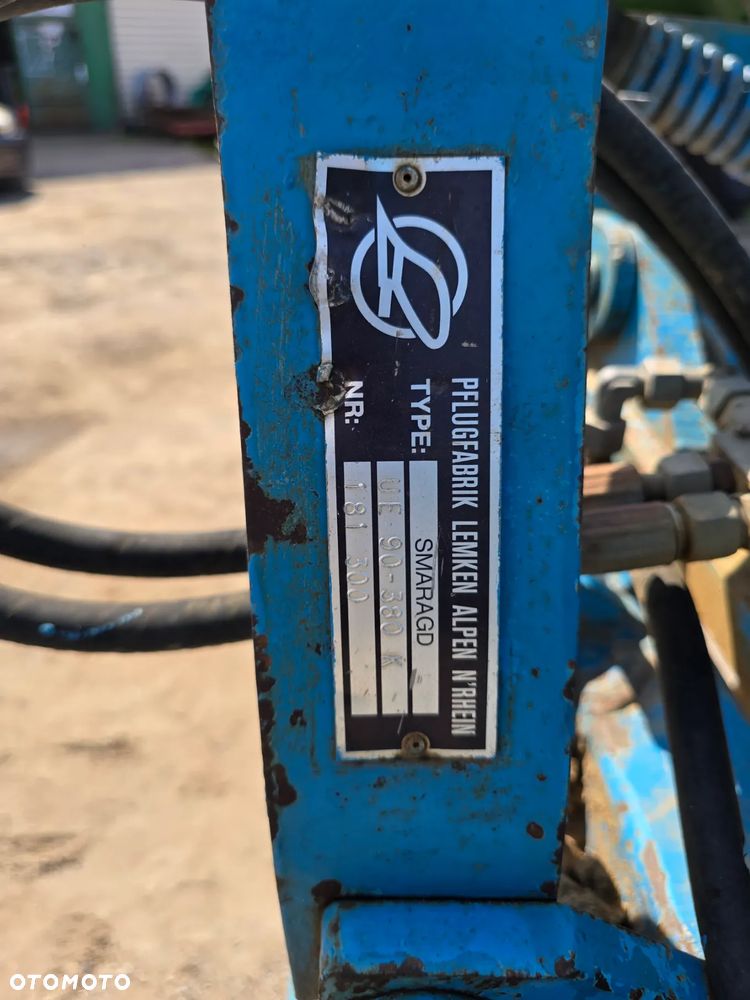 PFLUGFABRIK LEMKEN, ALPEN N'RHEIN
TYPE: SMARAGD
UE 90-380 K
NR: 181 300
OTOMOTO